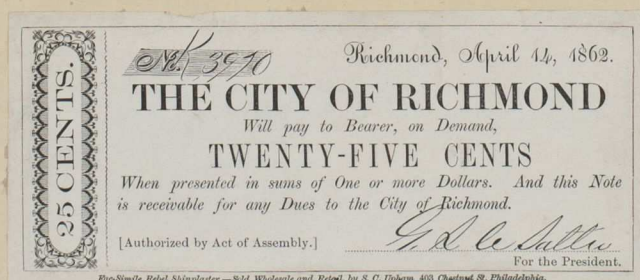 25 CENTS.
No. K 3970
Richmond, April 14, 1862.
THE CITY OF RICHMOND
Will pay to Bearer, on Demand,
TWENTY-FIVE CENTS
When presented in sums of One or more Dollars. And this Note
is receivable for any Dues to the City of Richmond.
[Authorized by Act of Assembly.]
For the President.
Fac-Simile Rebel Shinplaster—Sold Wholesale and Retail, by S. C. Upham, 403 Chestnut St. Philadelphia.